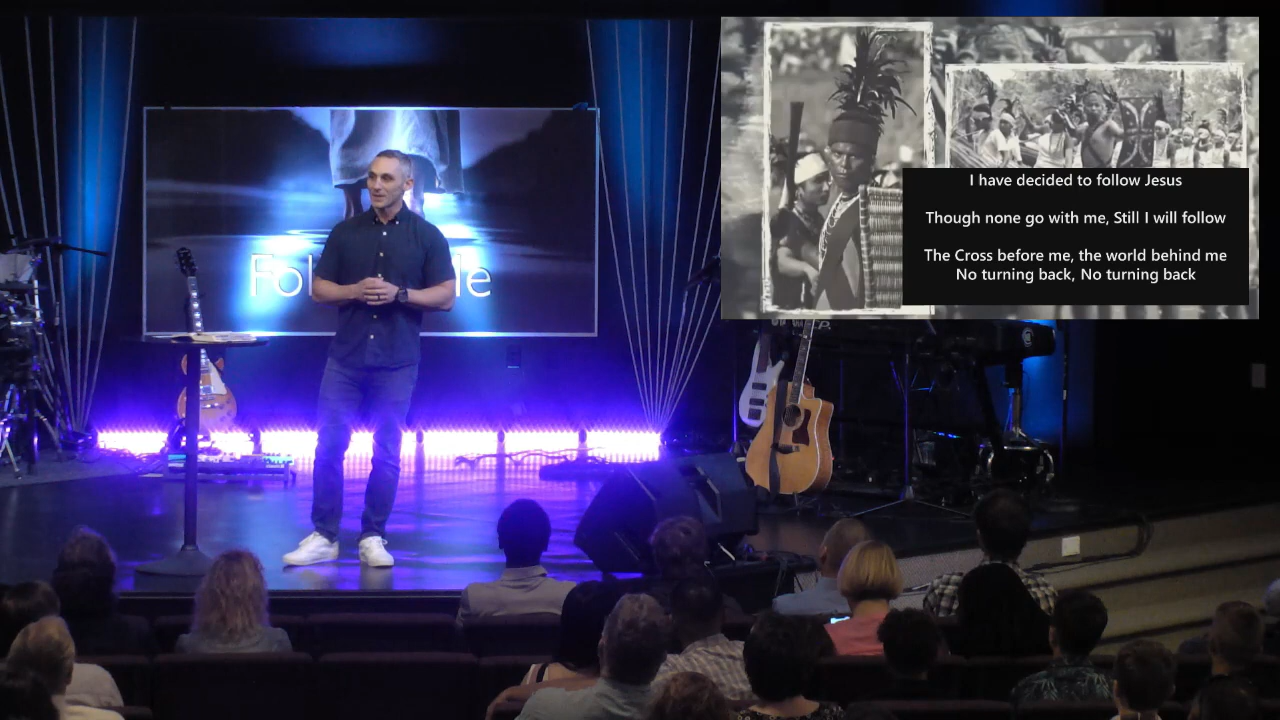 I have decided to follow Jesus
Though none go with me, Still I will follow
The Cross before me, the world behind me
No turning back, No turning back